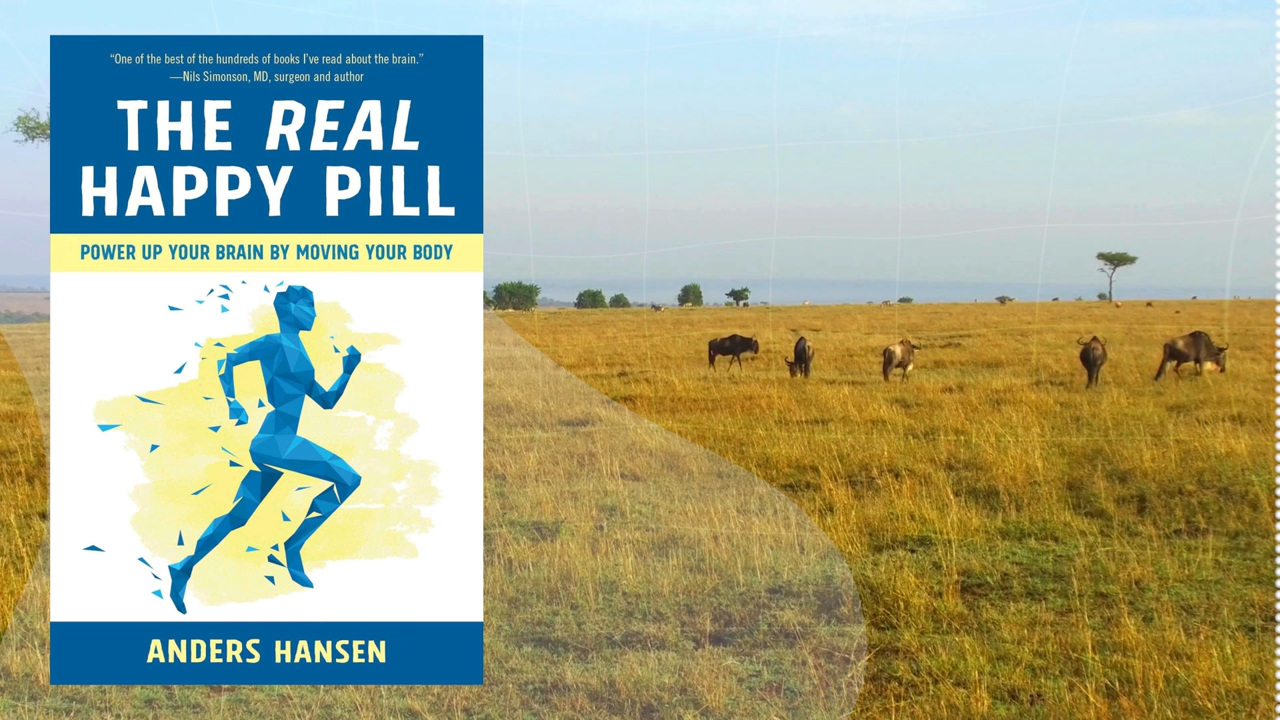 “One of the best of the hundreds of books I’ve read about the brain.”
—Nils Simonson, MD, surgeon and author
THE REAL
HAPPY PILL
POWER UP YOUR BRAIN BY MOVING YOUR BODY
ANDERS HANSEN